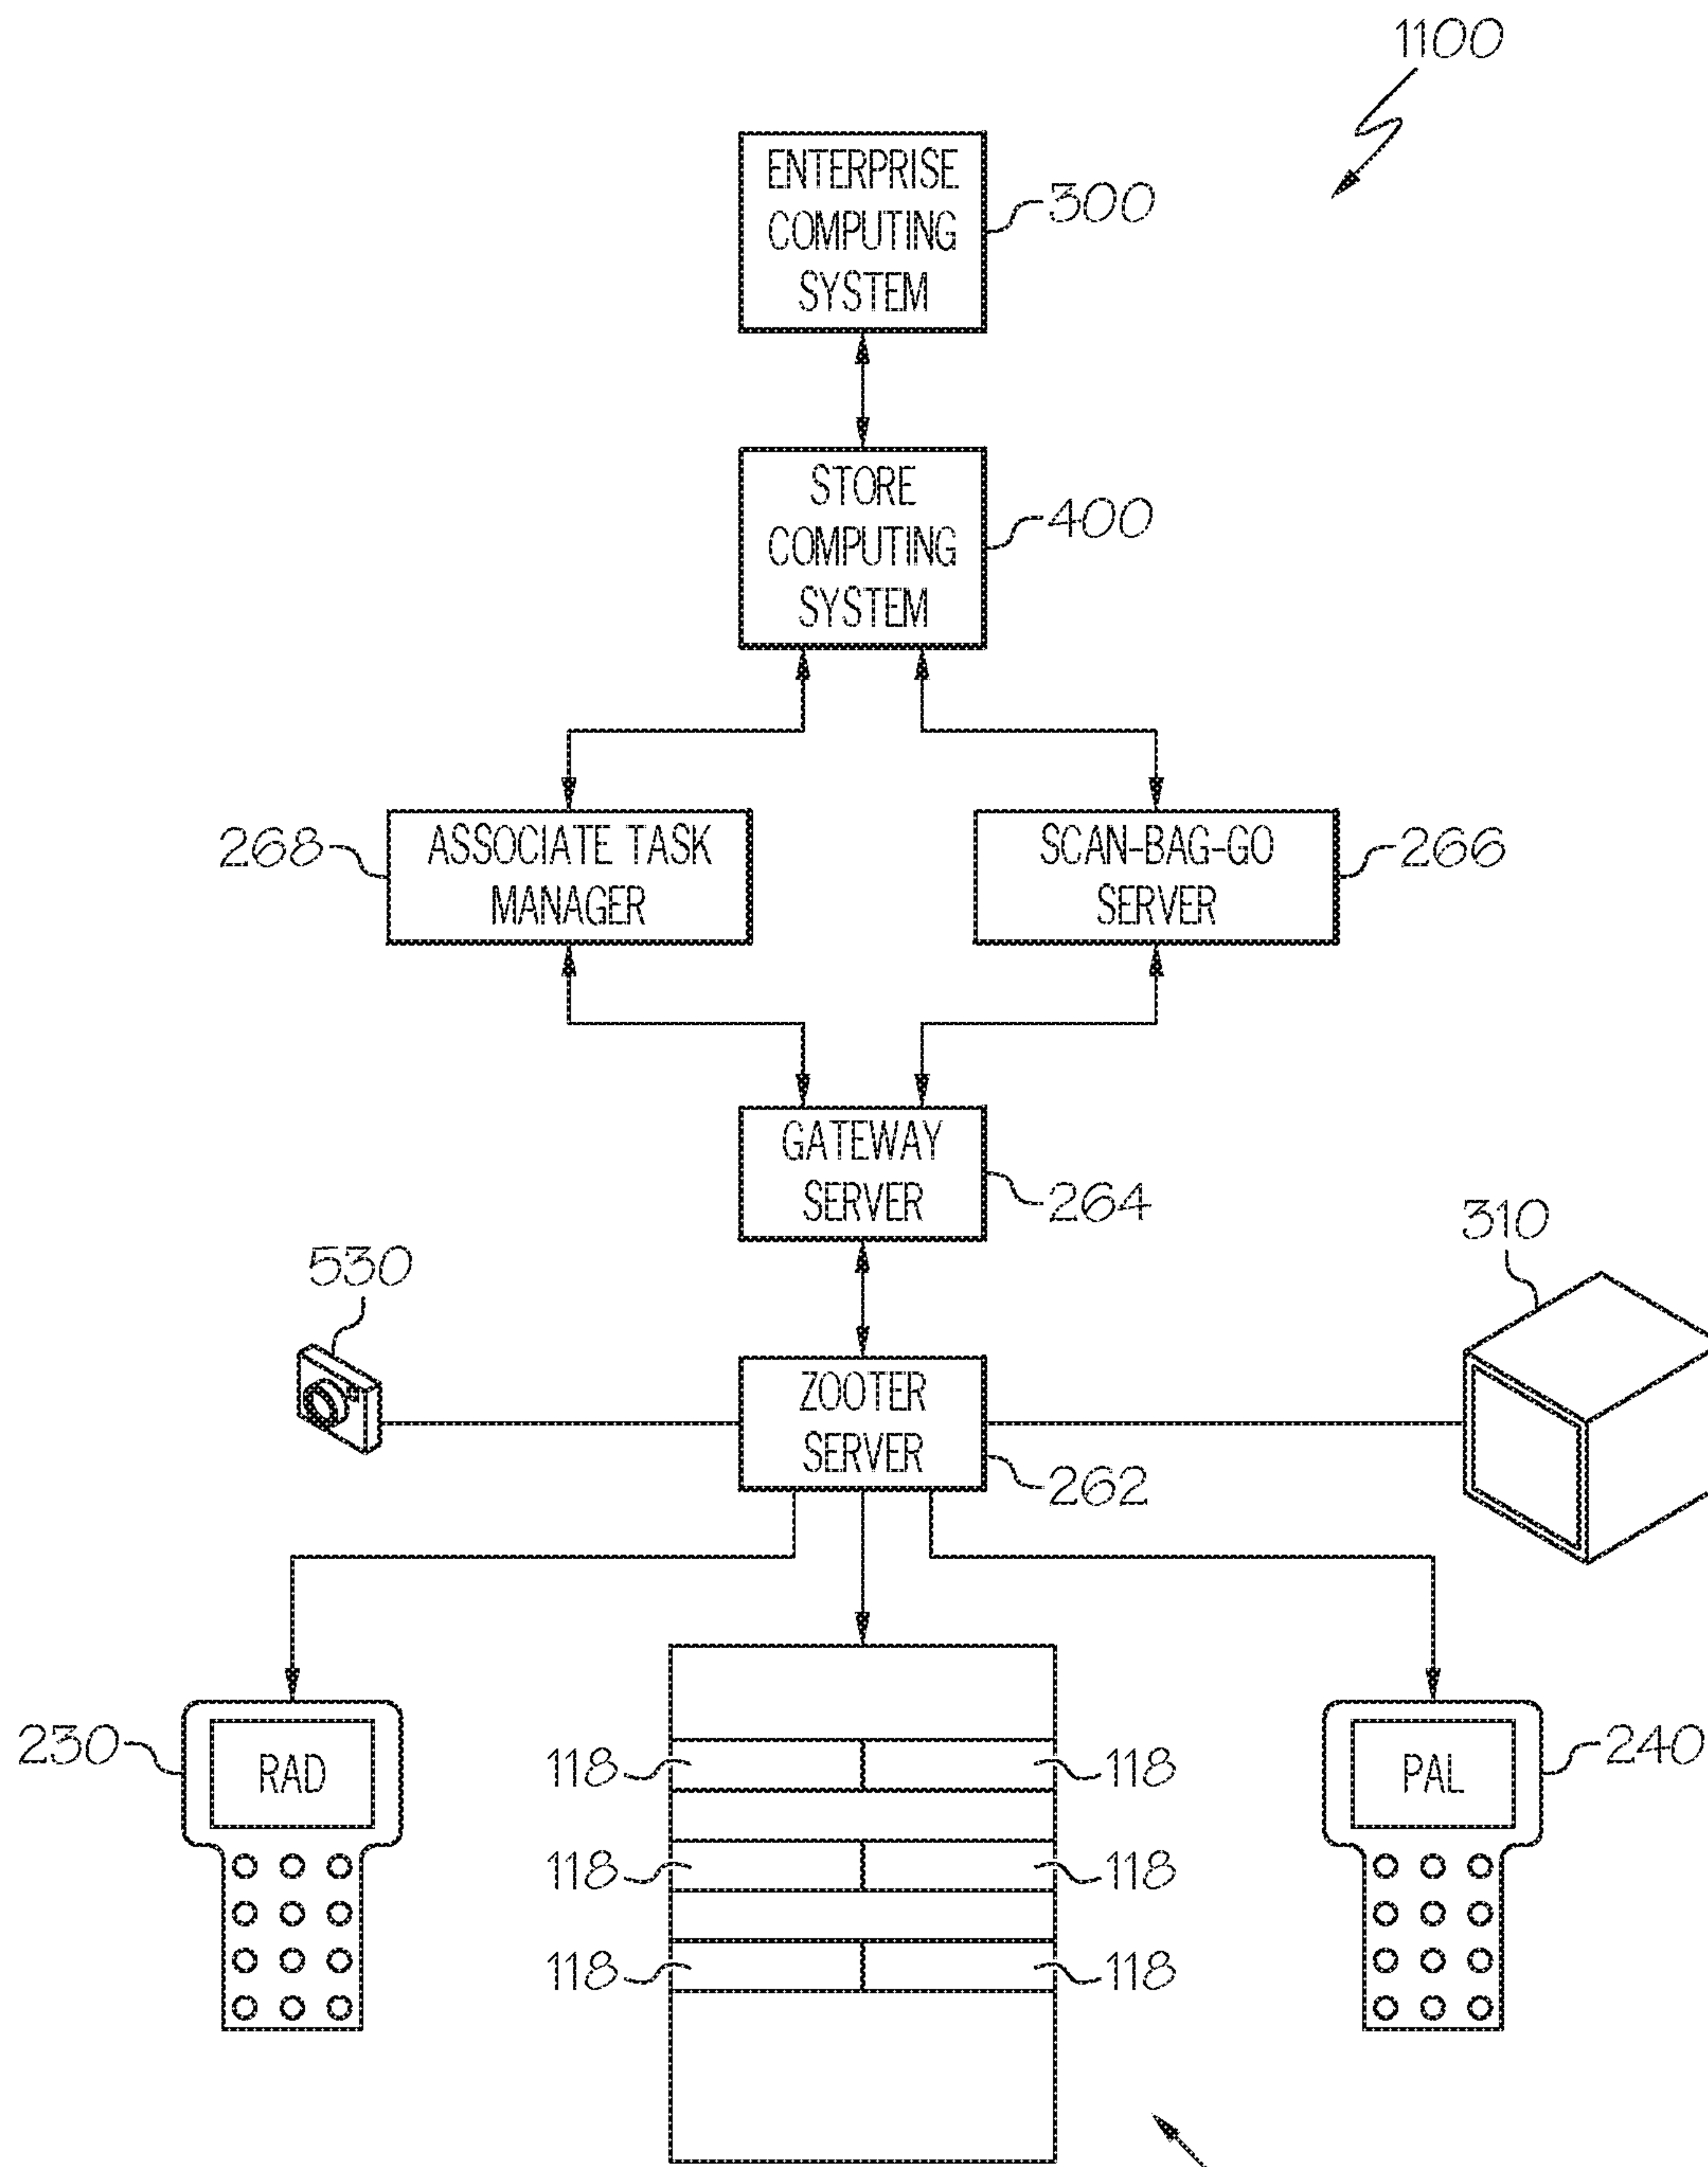 1100
ENTERPRISE
COMPUTING
SYSTEM
300
STORE
COMPUTING
SYSTEM
400
268
ASSOCIATE TASK
MANAGER
SCAN-BAG-GO
SERVER
266
GATEWAY
SERVER
264
530
310
ZOOTER
SERVER
262
230
RAD
118
118
PAL
240
118
118
118
118